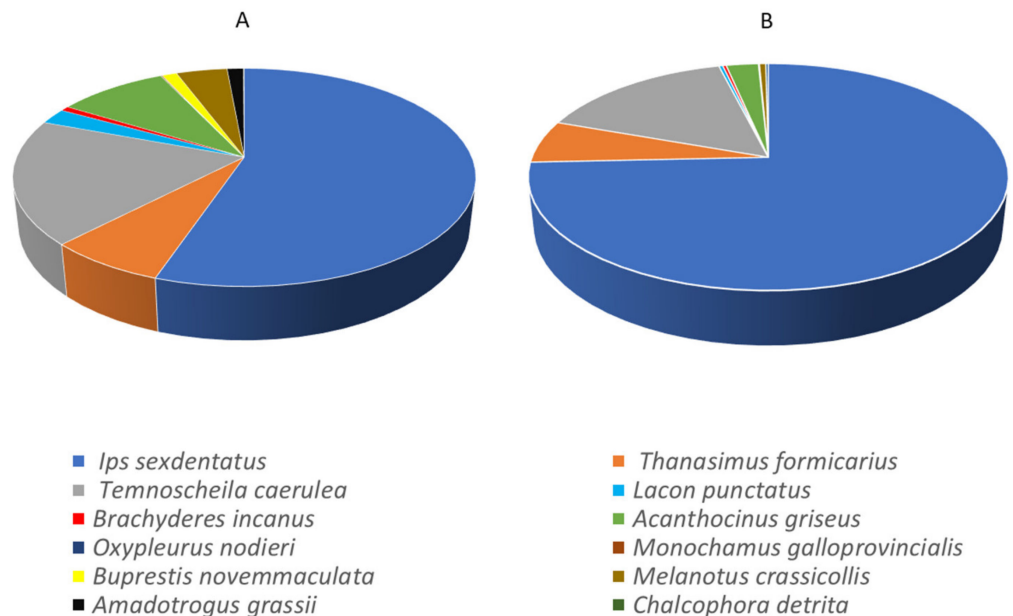 A B
Ips sexdentatus Thanasimus formicarius
Temnoscheila caerulea Lacon punctatus
Brachyderes incanus Acanthocinus griseus
Oxypleurus nodieri Monochamus galloprovincialis
Buprestis novemmaculata Melanotus crassicollis
Amadotrogus grassii Chalcophora detrita